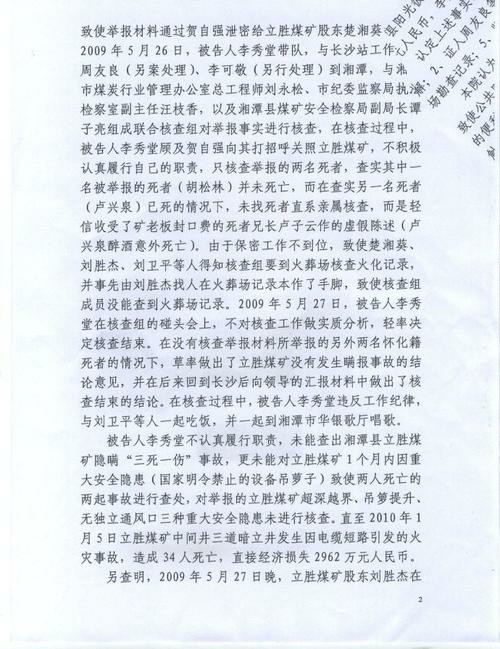 致使举报材料通过贺自强泄密给立胜煤矿股东楚湘葵
2009 年 5 月 26 日，被告人李秀堂带队，与长沙站工作
周友良（另案处理）、李可敬（另行处理）到湘潭，与
市煤炭行业管理办公室总工程师刘永松、市纪委监察局执
检察室副主任汪枝香，以及湘潭县煤矿安全检察局副局长谭
子亮组成联合核查组对举报事实进行核查，在核查过程中，
被告人李秀堂顾及贺自强向其打招呼关照立胜煤矿，不积极
认真履行自己的职责，只核查举报的两名死者，查实其中一
名被举报的死者（胡松林）并未死亡，而在查实另一名死者
（卢兴泉）已死的情况下，未找死者直系亲属核查，而是轻
信收受了矿老板封口费的死者兄长卢子云作的虚假陈述（卢
兴泉醉酒意外死亡）。由于保密工作不到位，致使楚湘葵、
刘胜杰、刘卫平等人得知核查组要到火葬场核查火化记录，
并事先由刘胜杰找人在火葬场记录本作了手脚，致使核查组
成员没能查到火葬场记录。2009 年 5 月 27 日，被告人李秀
堂在核查组的碰头会上，不对核查工作做实质分析，轻率决
定核查结束。在没有核查举报材料所举报的另外两名怀化籍
死者的情况下，草率做出了立胜煤矿没有发生瞒报事故的结
论意见，并在后来回到长沙后向领导的汇报材料中做出了核
查结束的结论。在核查过程中，被告人李秀堂违反工作纪律，
与刘卫平等人一起吃饭，并一起到湘潭市华银歌厅唱歌。
被告人李秀堂不认真履行职责，未能查出湘潭县立胜煤
矿隐瞒“三死一伤”事故，更未能对立胜煤矿 1 个月内因重
大安全隐患（国家明令禁止的设备吊萝子）致使两人死亡的
两起事故进行查处，对举报的立胜煤矿超深越界、吊箩提升、
无独立通风口三种重大安全隐患未进行核查。直至 2010 年 1
月 5 日立胜煤矿中间井三道暗立井发生因电缆短路引发的火
灾事故，造成 34 人死亡，直接经济损失 2962 万元人民币。
另查明，2009 年 5 月 27 日晚，立胜煤矿股东刘胜杰在
2
元人民币，李
认定上述事实
；2、证人周友良
场勘查记录；5、
本院认为
致使公共
的便利